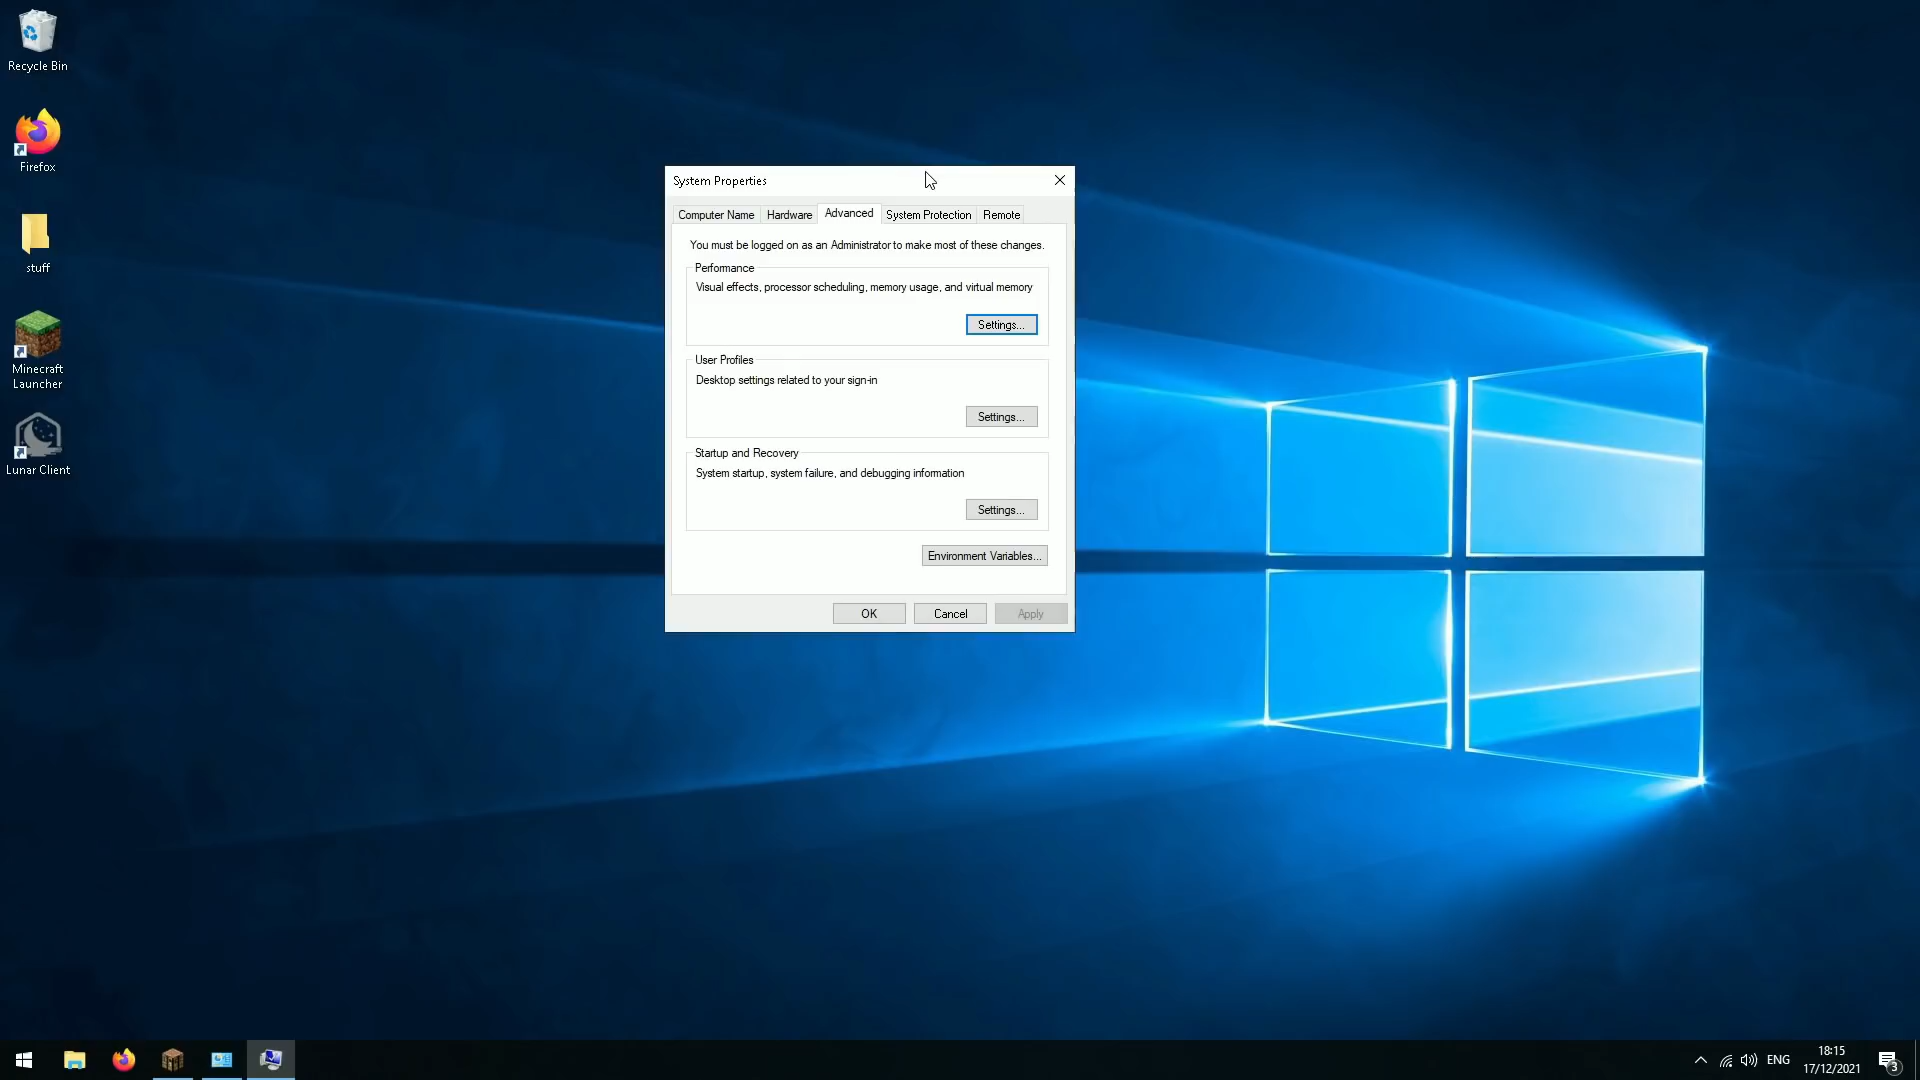 Recycle Bin
Firefox
stuff
Minecraft
Launcher
Lunar Client
System Properties
Computer Name Hardware Advanced System Protection Remote
You must be logged on as an Administrator to make most of these changes.
Performance
Visual effects, processor scheduling, memory usage, and virtual memory
Settings...
User Profiles
Desktop settings related to your sign-in
Settings...
Startup and Recovery
System startup, system failure, and debugging information
Settings...
Environment Variables...
OK Cancel Apply
ENG
18:15
17/12/2021
3